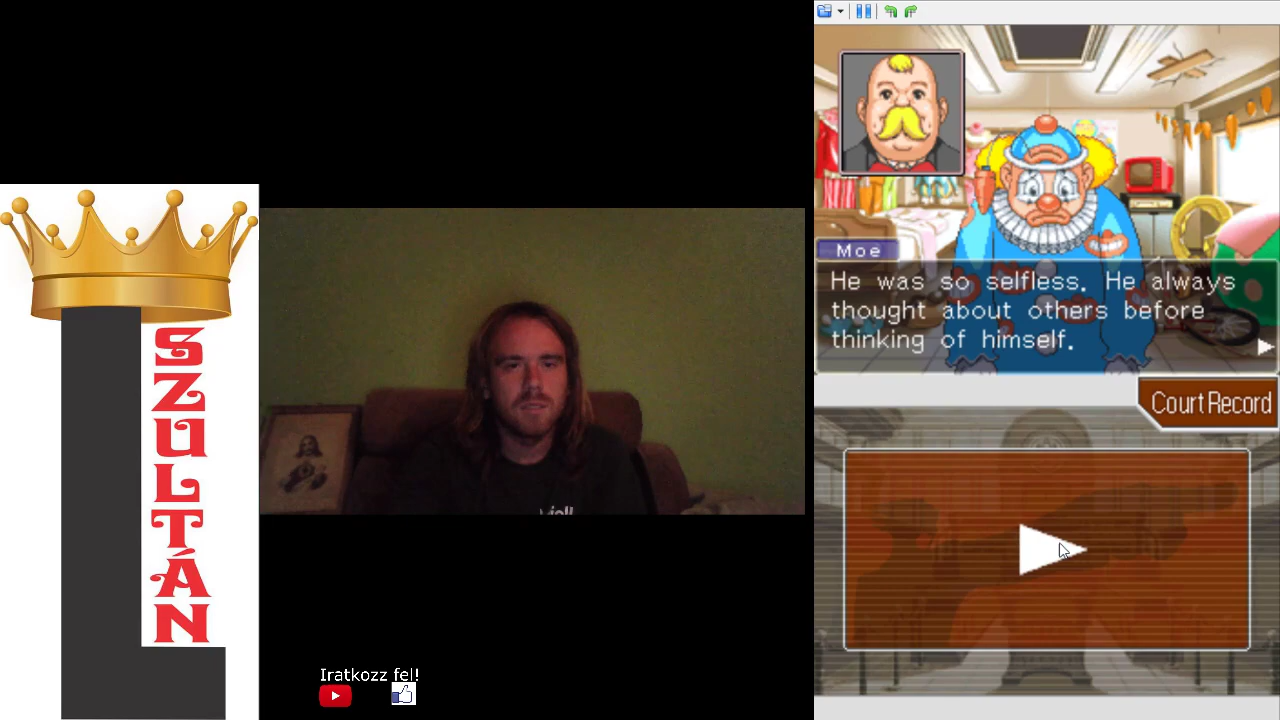 SZULTÁN
Iratkozz fel!
Moe
He was so selfless. He always
thought about others before
thinking of himself.
Court Record